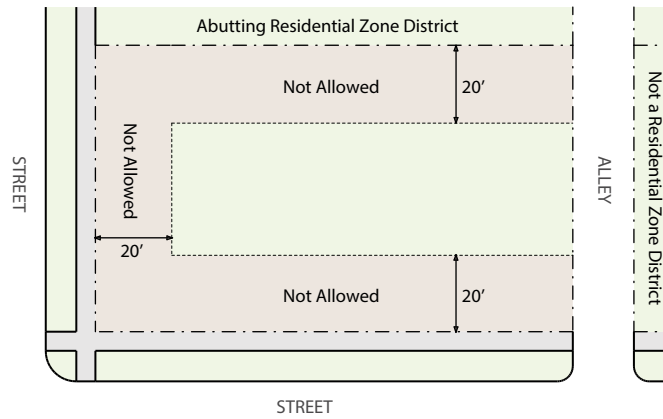 Abutting Residential Zone District
Not Allowed
20’
Not Allowed
20’
Not Allowed
20’
STREET
ALLEY
Not a Residential Zone District
STREET